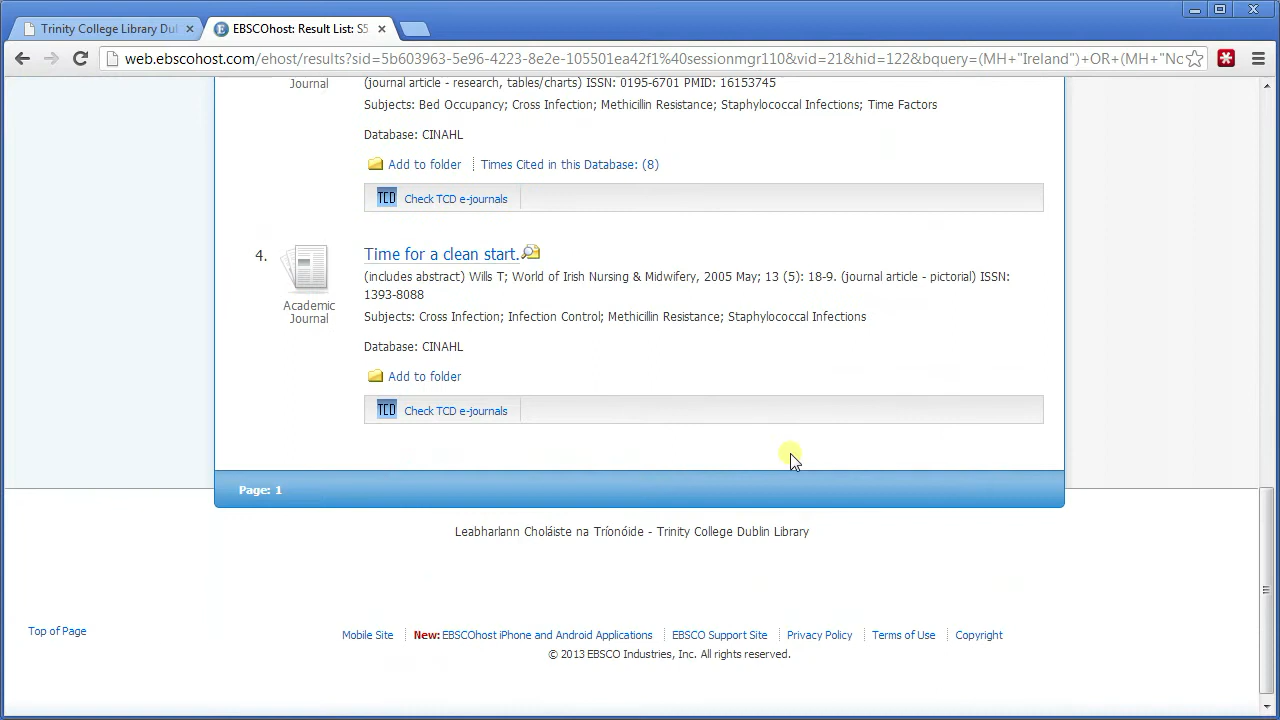 Trinity College Library Dul
EBSCOhost: Result List: S5
web.ebscohost.com/ehost/results?sid=5b603963-5e96-4223-8e2e-105501ea42f1%40sessionmgr110&vid=21&hid=122&bquery=(MH+"Ireland")+OR+(MH+"Nc
Journal
(journal article - research, tables/charts) ISSN: 0195-6701 PMID: 16153745
Subjects: Bed Occupancy; Cross Infection; Methicillin Resistance; Staphylococcal Infections; Time Factors
Database: CINAHL
Add to folder Times Cited in this Database: (8)
TCD Check TCD e-journals
4.
Time for a clean start.
(includes abstract) Wills T; World of Irish Nursing & Midwifery, 2005 May; 13 (5): 18-9. (journal article - pictorial) ISSN:
1393-8088
Academic
Journal
Subjects: Cross Infection; Infection Control; Methicillin Resistance; Staphylococcal Infections
Database: CINAHL
Add to folder
TCD Check TCD e-journals
Page: 1
Leabharlann Choláiste na Tríonóide - Trinity College Dublin Library
Top of Page
Mobile Site New: EBSCOhost iPhone and Android Applications EBSCO Support Site Privacy Policy Terms of Use Copyright
© 2013 EBSCO Industries, Inc. All rights reserved.